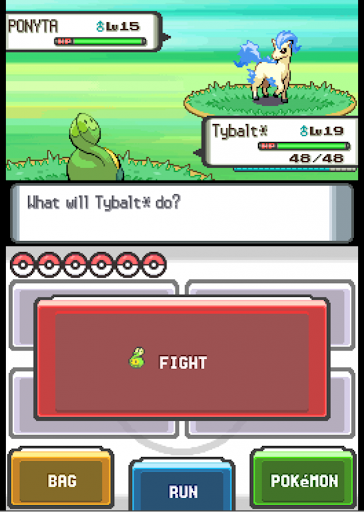 PONYTA ♂Lv15
HP
Tybalt* ♂Lv19
HP
48/48
What will Tybalt* do?
FIGHT
BAG
RUN
POKéMON